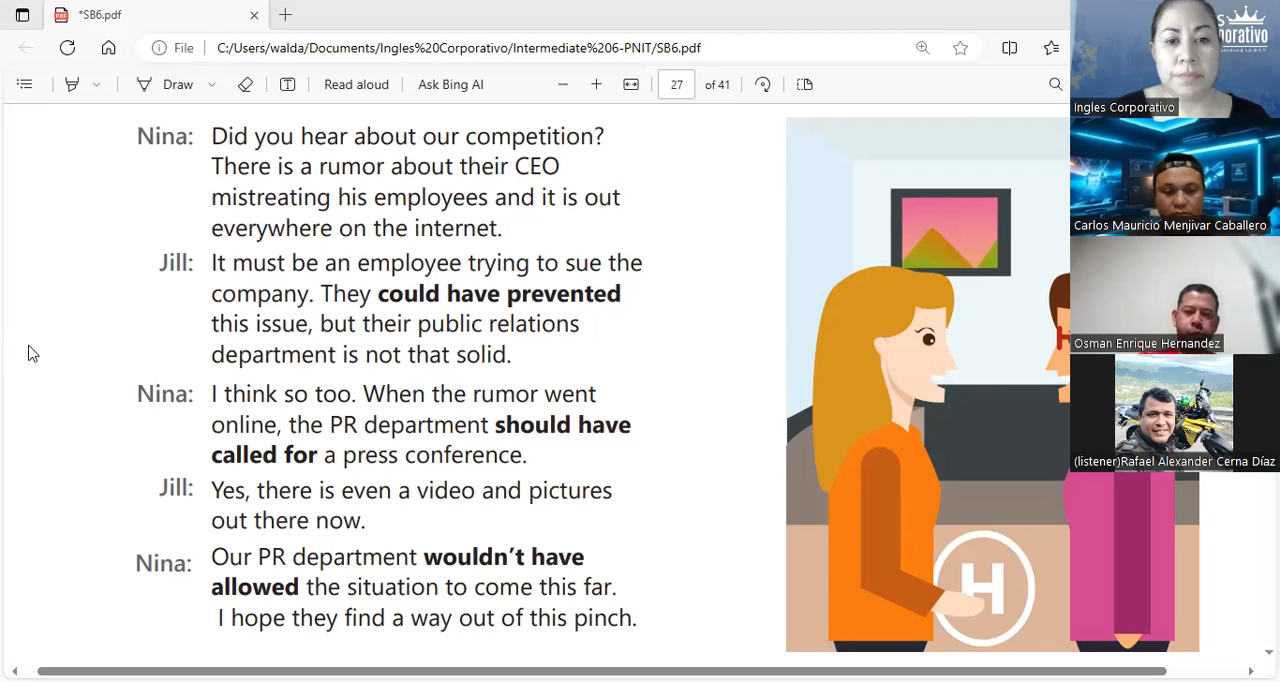 *SB6.pdf
File C:/Users/walda/Documents/Ingles%20Corporativo/Intermediate%206-PNIT/SB6.pdf
Draw Read aloud Ask Bing AI 27 of 41
Nina: Did you hear about our competition?
There is a rumor about their CEO
mistreating his employees and it is out
everywhere on the internet.
Jill: It must be an employee trying to sue the
company. They could have prevented
this issue, but their public relations
department is not that solid.
Nina: I think so too. When the rumor went
online, the PR department should have
called for a press conference.
Jill: Yes, there is even a video and pictures
out there now.
Nina: Our PR department wouldn't have
allowed the situation to come this far.
I hope they find a way out of this pinch.
H
Ingles Corporativo
Carlos Mauricio Menjivar Caballero
Osman Enrique Hernandez
(listener)Rafael Alexander Cerna Díaz